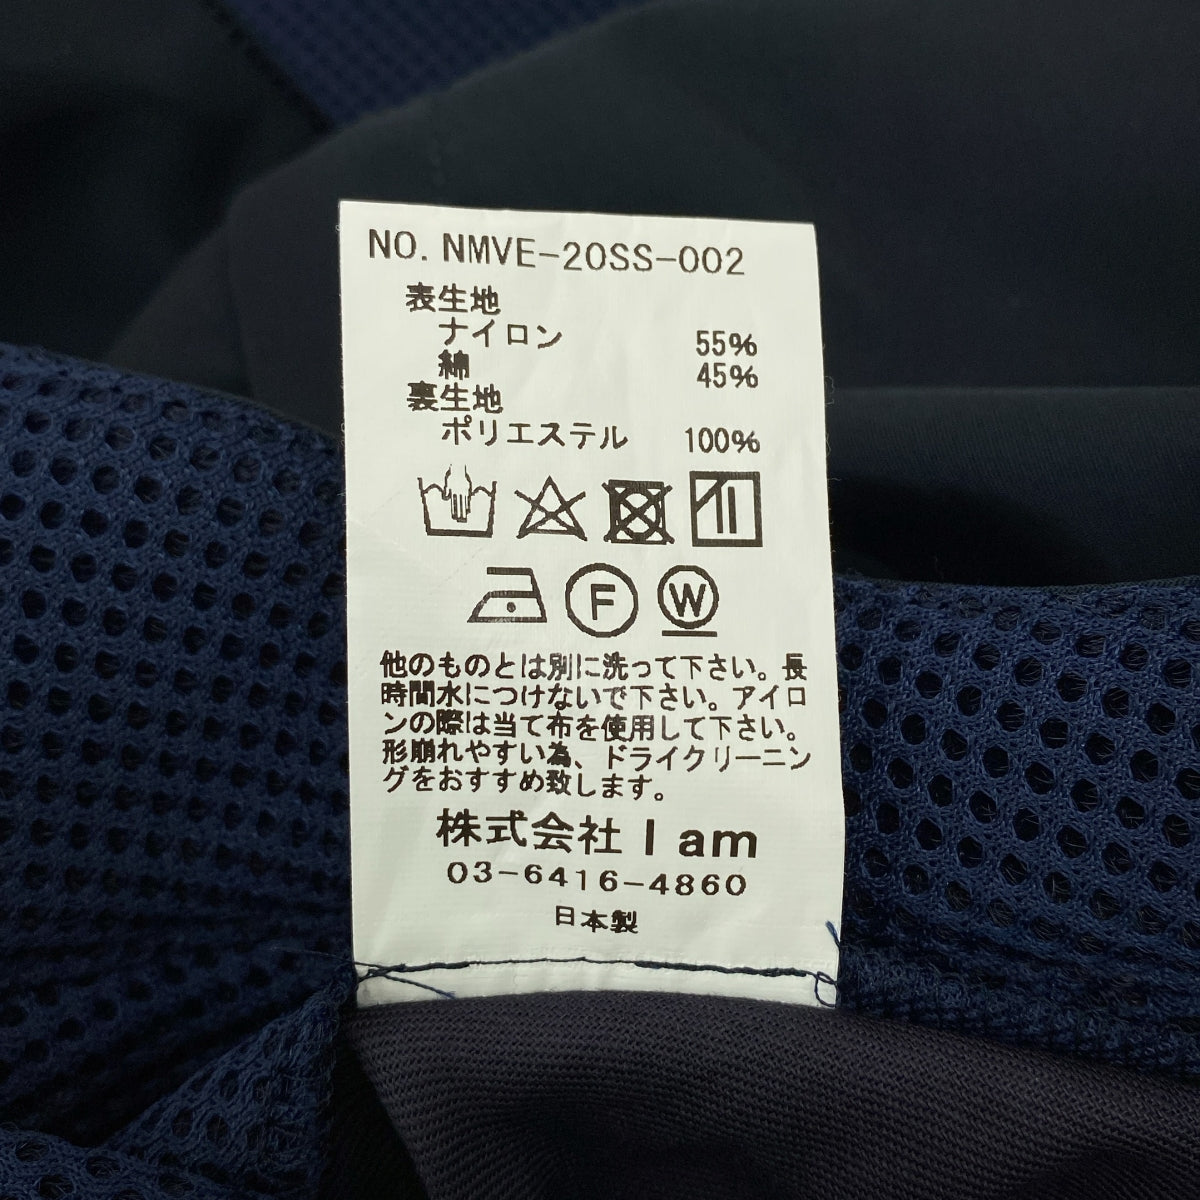 NO. NMVE-20SS-002
表生地
ナイロン 55%
綿 45%
裏生地
ポリエステル 100%
F W
他のものとは別に洗って下さい。長
時間水につけないで下さい。アイロ
ンの際は当て布を使用して下さい。
形崩れやすい為、ドライクリーニン
グをおすすめ致します。
株式会社 I am
03-6416-4860
日本製